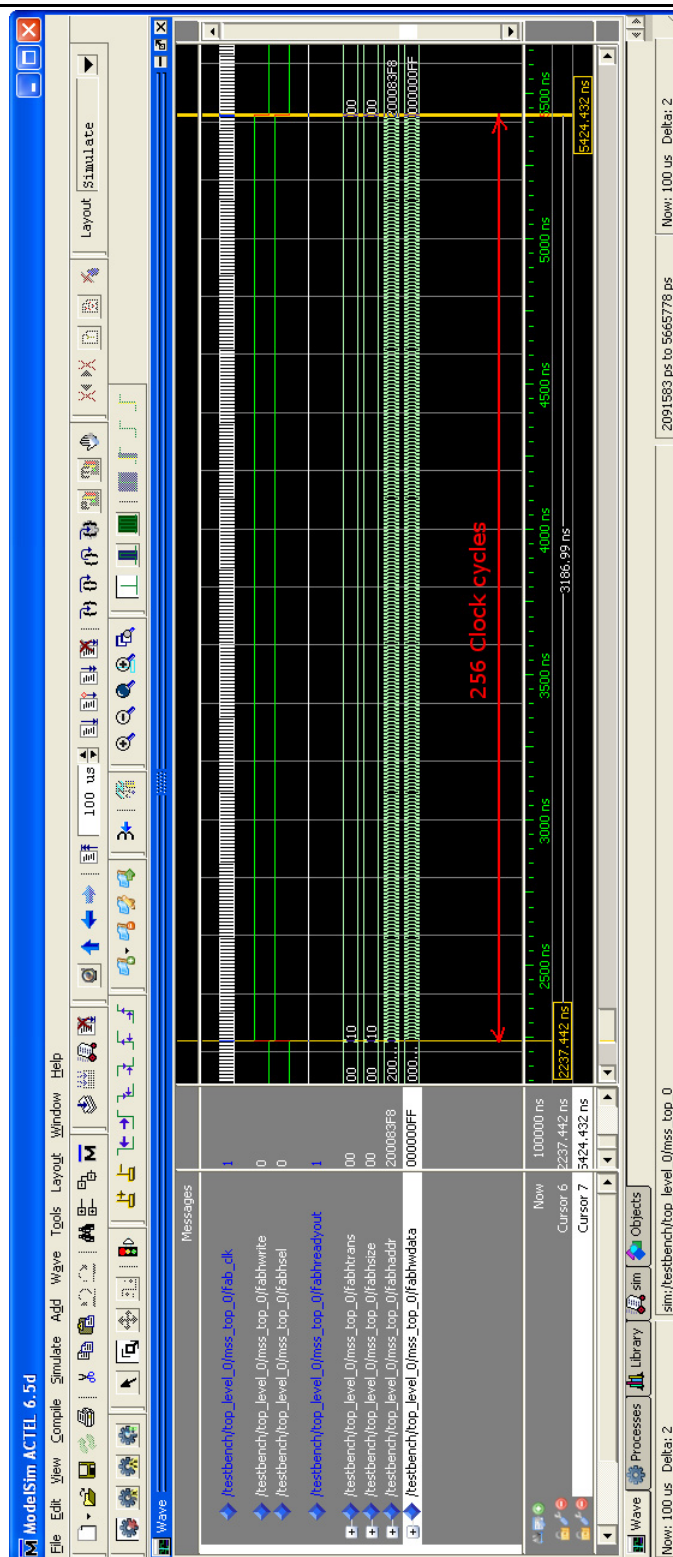 ModelSim ACTEL 6.5d
File Edit View Compile Simulate Add Wave Tools Layout Window Help
100 us
Layout Simulate
Wave
Messages
/testbench/top_level_0/mss_top_0/fab_clk 1
/testbench/top_level_0/mss_top_0/fabhwrite 0
/testbench/top_level_0/mss_top_0/fabhsel 0
/testbench/top_level_0/mss_top_0/fabhreadyout 1
/testbench/top_level_0/mss_top_0/fabhtrans 00 00 10 00
/testbench/top_level_0/mss_top_0/fabhsize 00 00 10 00
/testbench/top_level_0/mss_top_0/fabhaddr 200083F8 200... 200083F8
/testbench/top_level_0/mss_top_0/fabhwdata 000000FF 000... 000000FF
256 Clock cycles
Now 100000 ns 2500 ns 3000 ns 3500 ns 4000 ns 4500 ns 5000 ns 5500 ns
Cursor 6 2237.442 ns 2237.442 ns 3186.99 ns
Cursor 7 5424.432 ns 5424.432 ns
Wave Processes Library sim Objects
Now: 100 us Delta: 2 sim:/testbench/top_level_0/mss_top_0 2091583 ps to 5665778 ps Now: 100 us Delta: 2